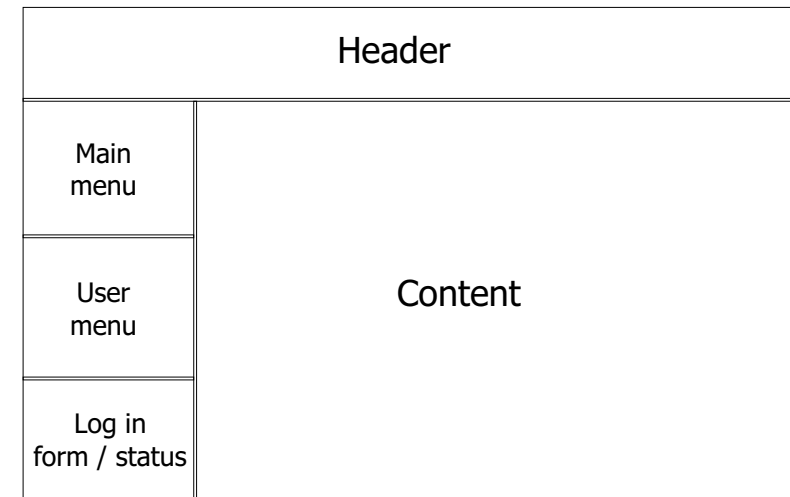 Header
Main
menu
User
menu
Content
Log in
form / status